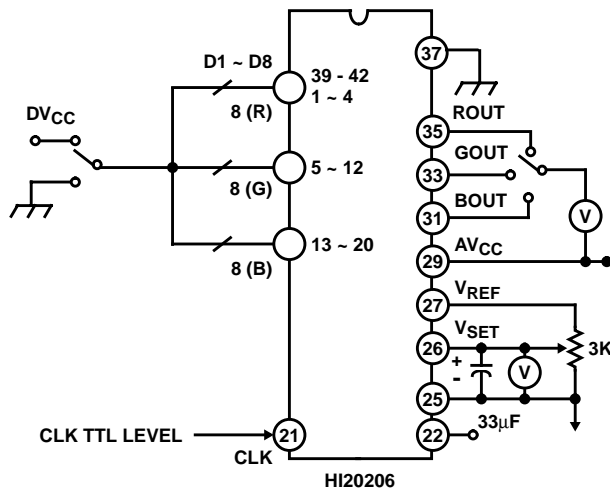 D1 ~ D8
39 - 42
1 ~ 4
8 (R)
DVCC
5 ~ 12
8 (G)
13 ~ 20
8 (B)
CLK TTL LEVEL
21
CLK
37
ROUT
35
GOUT
33
BOUT
31
V
AVCC
29
VREF
27
VSET
26
3K
+
-
V
25
22
33μF
HI20206